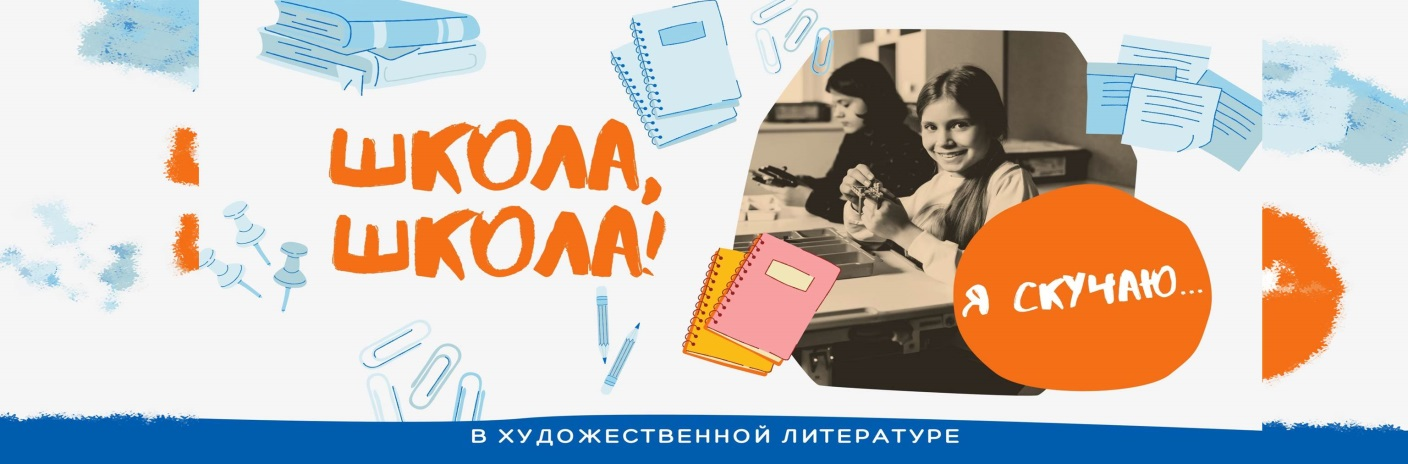 ШКОЛА,
ШКОЛА!
Я СКУЧАЮ...
В ХУДОЖЕСТВЕННОЙ ЛИТЕРАТУРЕ